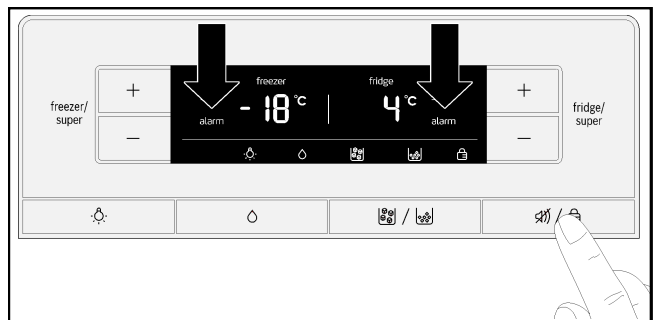 freezer/
super
+
−
freezer
-18 °C
alarm
fridge
4 °C
alarm
+
−
fridge/
super
/
/